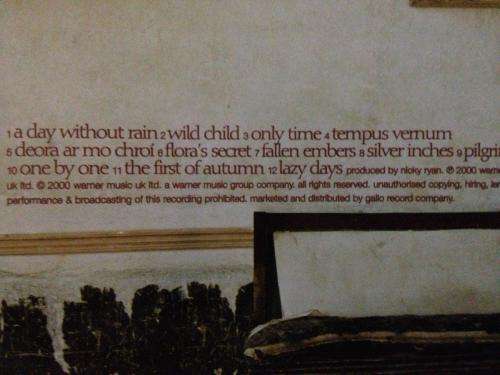 1 a day without rain 2 wild child 3 only time 4 tempus vernum
5 deora ar mo chroí 6 flora's secret 7 fallen embers 8 silver inches 9
10 one by one 11 the first of autumn 12 lazy days produced by nicky ryan. ℗ 2000
uk ltd. © 2000 warner music uk ltd. a warner music group company. all rights reserved. unauthorised copying, hiring,
performance & broadcasting of this recording prohibited. marketed and distributed by gallo record company.